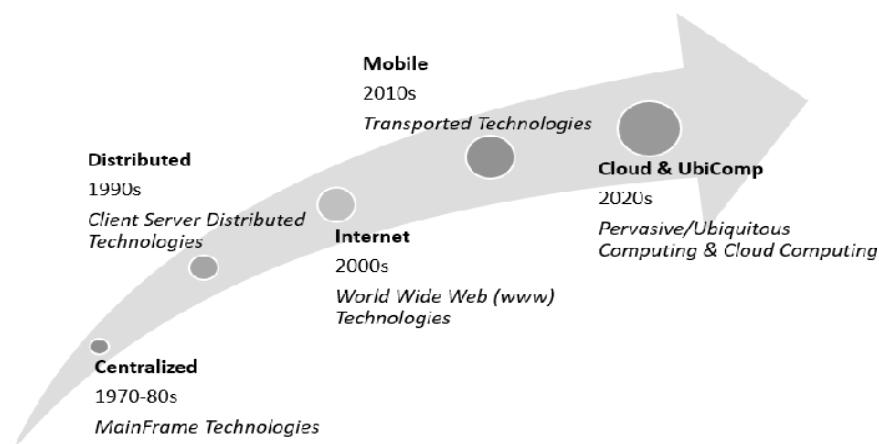 Mobile
2010s
Transported Technologies
Distributed
1990s
Client Server Distributed
Technologies
Cloud & UbiComp
2020s
Pervasive/Ubiquitous
Computing & Cloud Computing
Internet
2000s
World Wide Web (www)
Technologies
Centralized
1970-80s
MainFrame Technologies